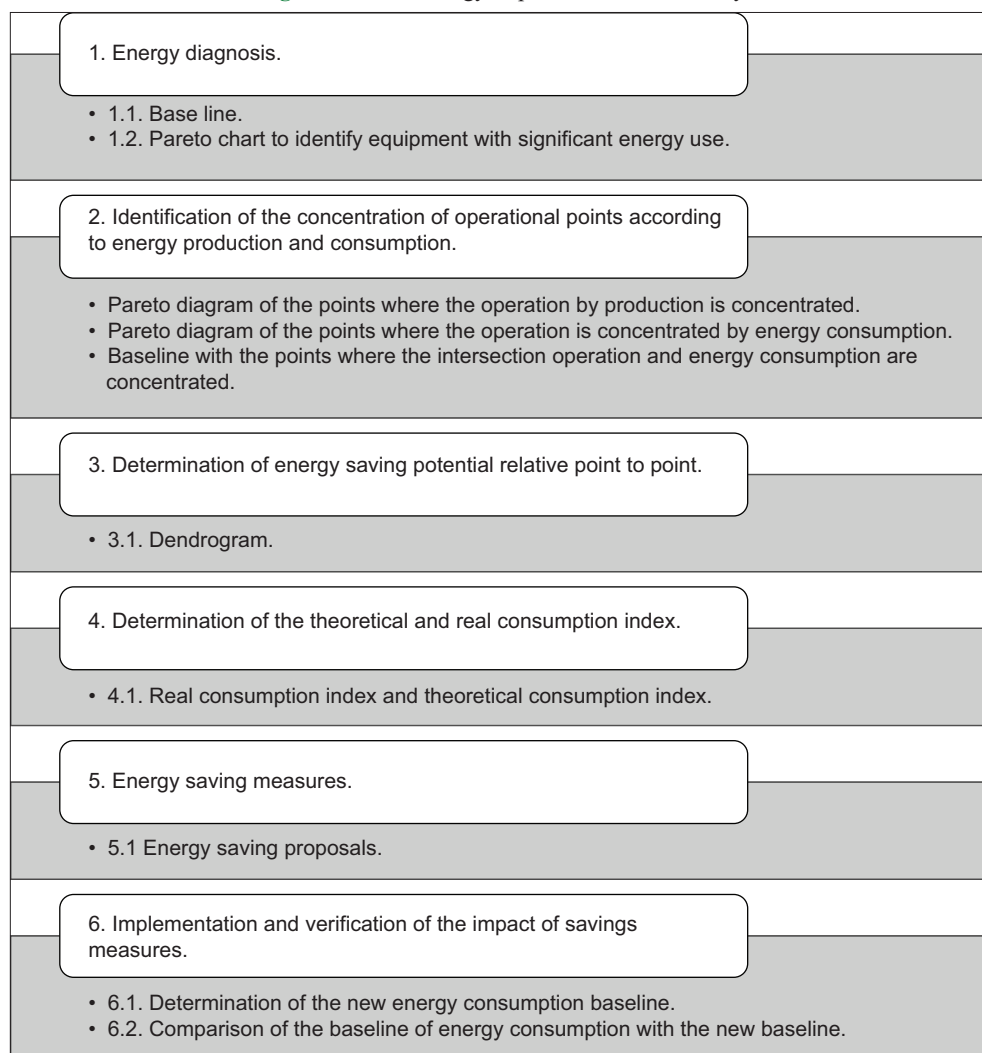 1. Energy diagnosis.
• 1.1. Base line.
• 1.2. Pareto chart to identify equipment with significant energy use.
2. Identification of the concentration of operational points according
to energy production and consumption.
• Pareto diagram of the points where the operation by production is concentrated.
• Pareto diagram of the points where the operation is concentrated by energy consumption.
• Baseline with the points where the intersection operation and energy consumption are
concentrated.
3. Determination of energy saving potential relative point to point.
• 3.1. Dendrogram.
4. Determination of the theoretical and real consumption index.
• 4.1. Real consumption index and theoretical consumption index.
5. Energy saving measures.
• 5.1 Energy saving proposals.
6. Implementation and verification of the impact of savings
measures.
• 6.1. Determination of the new energy consumption baseline.
• 6.2. Comparison of the baseline of energy consumption with the new baseline.